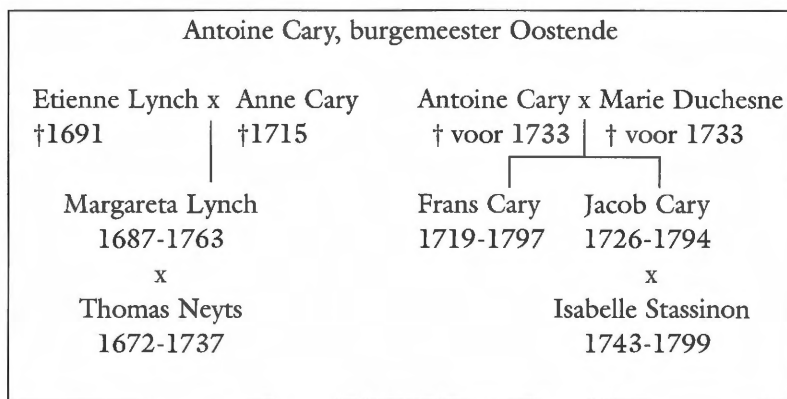 Antoine Cary, burgemeester Oostende
Etienne Lynch x Anne Cary
†1691 †1715
Margareta Lynch
1687-1763
x
Thomas Neyts
1672-1737
Antoine Cary x Marie Duchesne
† voor 1733 † voor 1733
Frans Cary Jacob Cary
1719-1797 1726-1794
x
Isabelle Stassinon
1743-1799